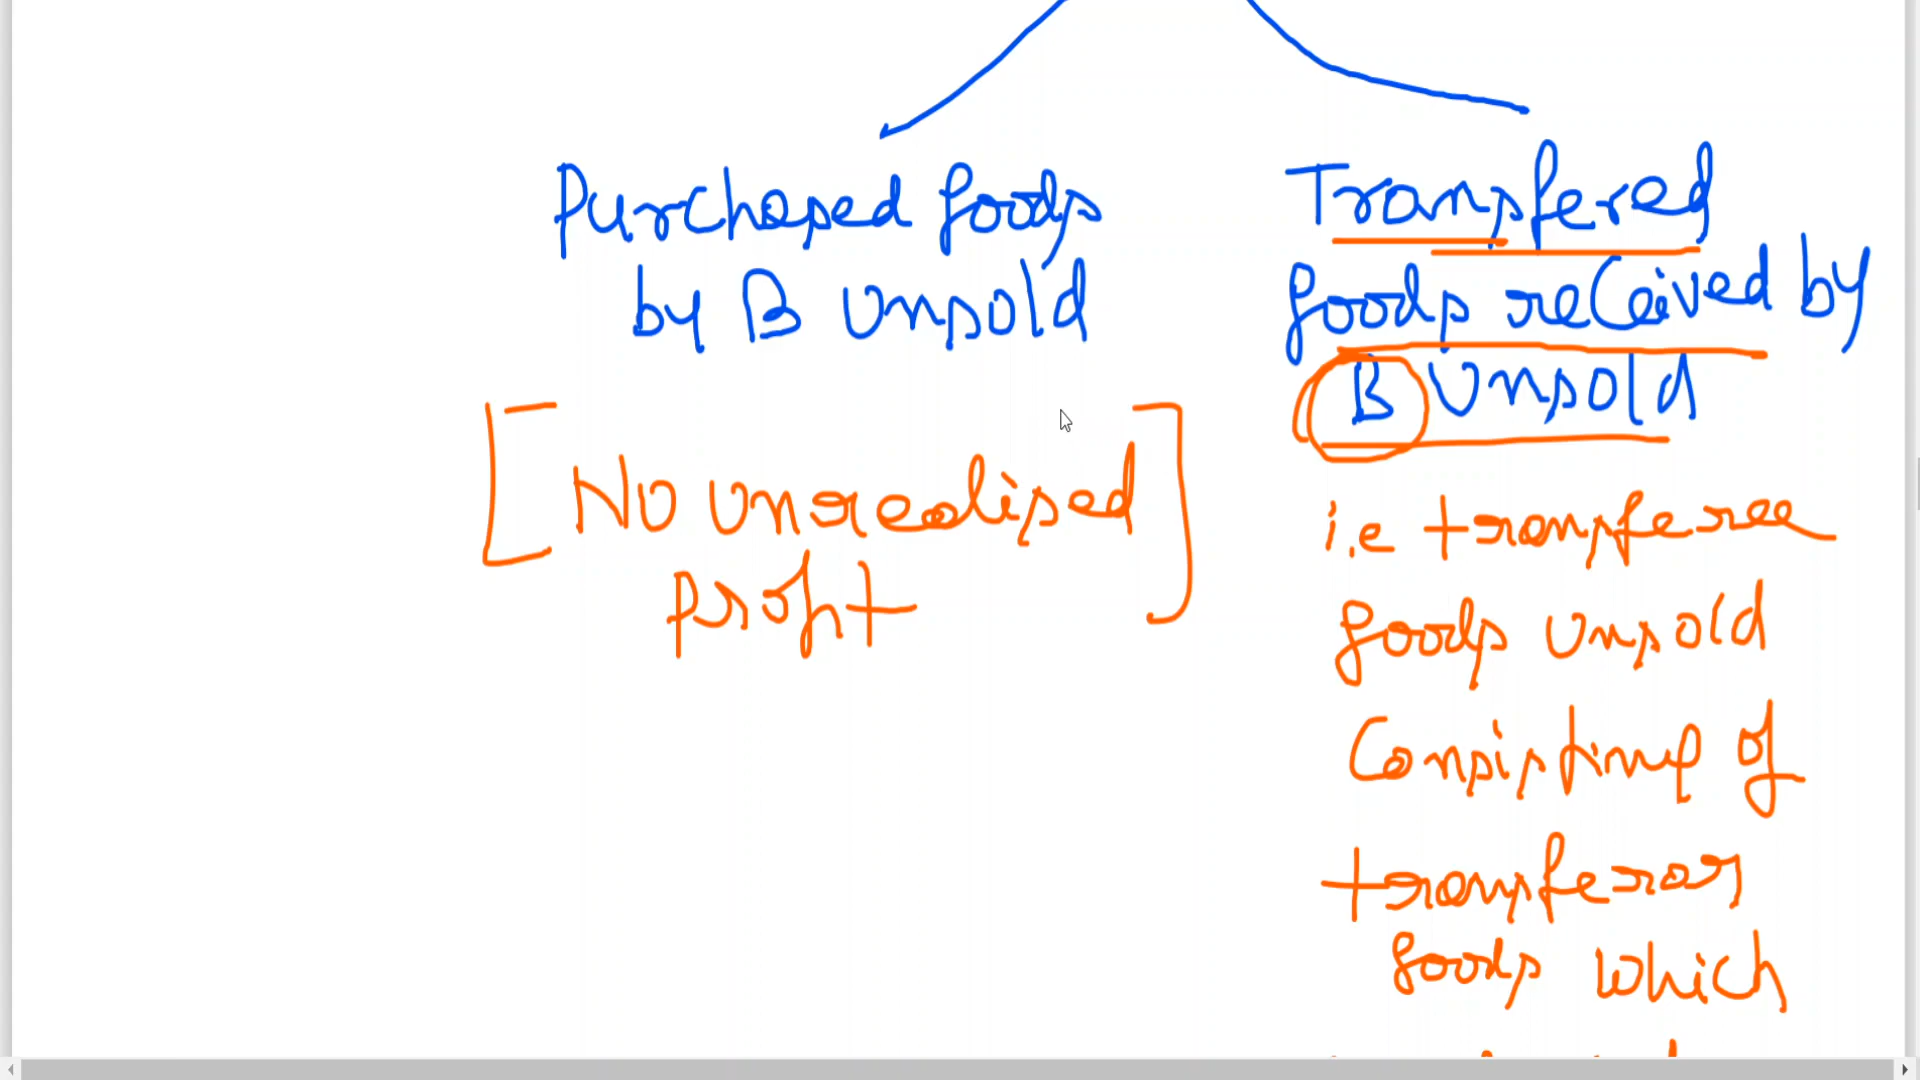 Purchased Goods
by B Unsold
[No unrealised
profit]
Transfered
Goods received by
B Unsold
i.e transferee
Goods Unsold
Consisting of
transferor
Goods which